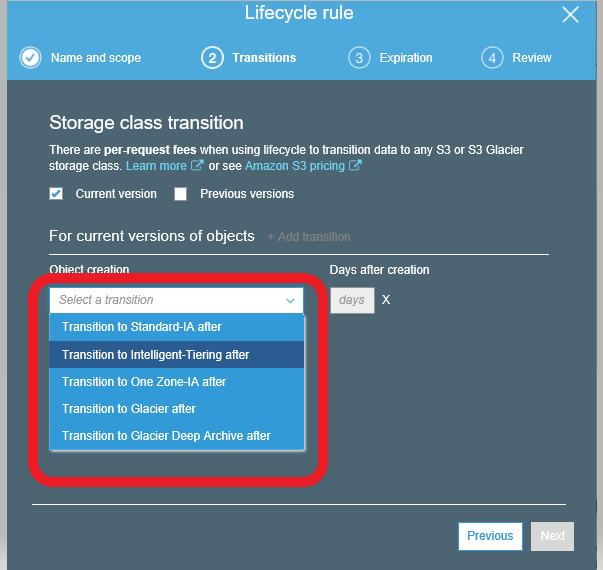 Lifecycle rule
Name and scope
2 Transitions
3 Expiration
4 Review
Storage class transition
There are per-request fees when using lifecycle to transition data to any S3 or S3 Glacier
storage class. Learn more or see Amazon S3 pricing
Current version Previous versions
For current versions of objects + Add transition
Object creation Days after creation
Select a transition days X
Transition to Standard-IA after
Transition to Intelligent-Tiering after
Transition to One Zone-IA after
Transition to Glacier after
Transition to Glacier Deep Archive after
Previous Next